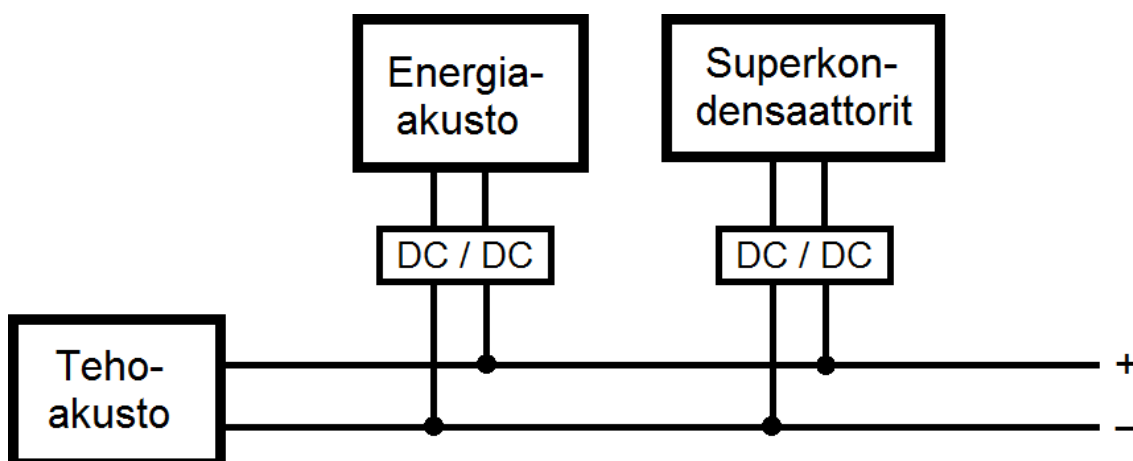 Energia-
akusto
Superkon-
densaattorit
DC / DC
DC / DC
Teho-
akusto
+
–